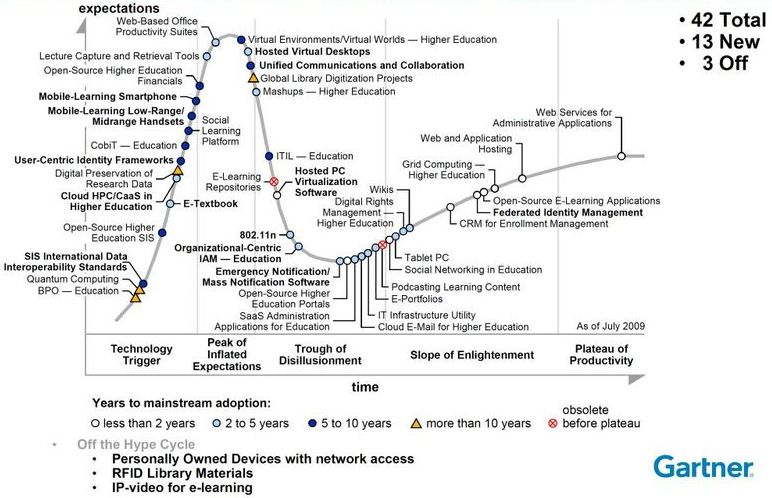 expectations
• 42 Total
• 13 New
• 3 Off
Web-Based Office
Productivity Suites
Lecture Capture and Retrieval Tools
Open-Source Higher Education
Financials
Mobile-Learning Smartphone
Mobile-Learning Low-Range/
Midrange Handsets
Social
Learning
Platform
CobiT — Education
User-Centric Identity Frameworks
Digital Preservation of
Research Data
Cloud HPC/CaaS in
Higher Education
E-Textbook
Open-Source Higher
Education SIS
SIS International Data
Interoperability Standards
Quantum Computing
BPO — Education
Virtual Environments/Virtual Worlds — Higher Education
Hosted Virtual Desktops
Unified Communications and Collaboration
Global Library Digitization Projects
Mashups — Higher Education
ITIL — Education
E-Learning
Repositories
Hosted PC
Virtualization
Software
802.11n
Organizational-Centric
IAM — Education
Emergency Notification/
Mass Notification Software
Open-Source Higher
Education Portals
SaaS Administration
Applications for Education
Wikis
Digital Rights
Management —
Higher Education
Tablet PC
Social Networking in Education
Podcasting Learning Content
E-Portfolios
IT Infrastructure Utility
Cloud E-Mail for Higher Education
Web Services for
Administrative Applications
Web and Application
Hosting
Grid Computing —
Higher Education
Open-Source E-Learning Applications
Federated Identity Management
CRM for Enrollment Management
As of July 2009
Technology
Trigger
Peak of
Inflated
Expectations
Trough of
Disillusionment
Slope of Enlightenment
Plateau of
Productivity
time
Years to mainstream adoption:
less than 2 years
2 to 5 years
5 to 10 years
more than 10 years
obsolete
before plateau
• Off the Hype Cycle
• Personally Owned Devices with network access
• RFID Library Materials
• IP-video for e-learning
Gartner